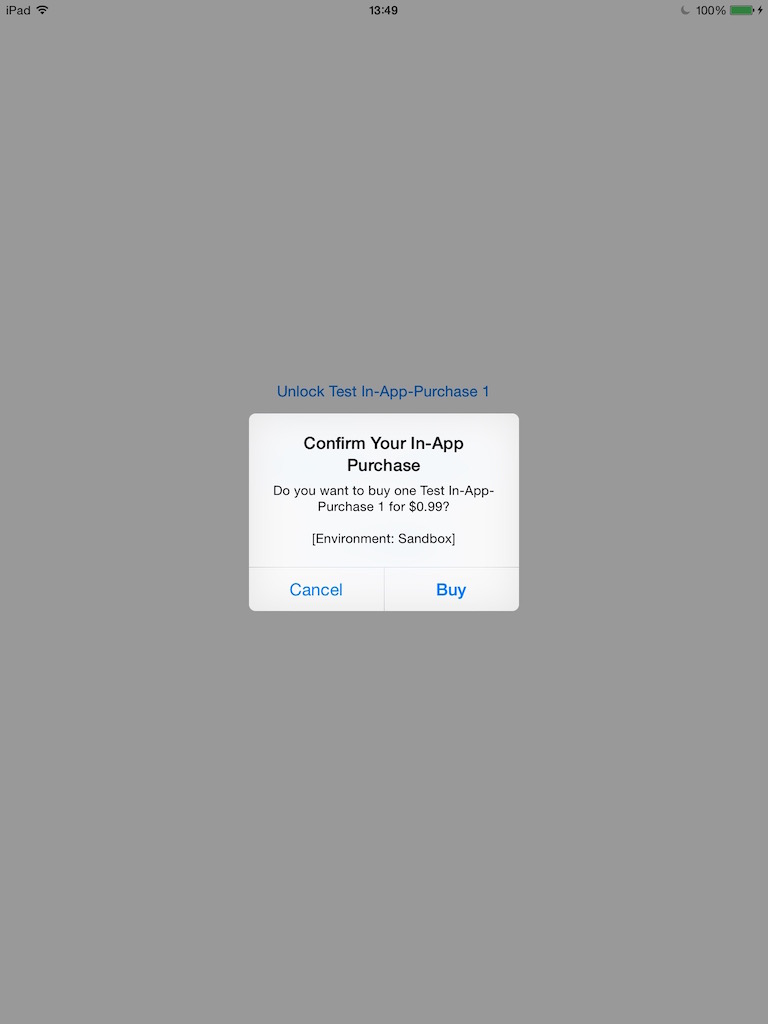 iPad 13:49 100%
Unlock Test In-App-Purchase 1
Confirm Your In-App
Purchase
Do you want to buy one Test In-App-
Purchase 1 for $0.99?
[Environment: Sandbox]
Cancel Buy